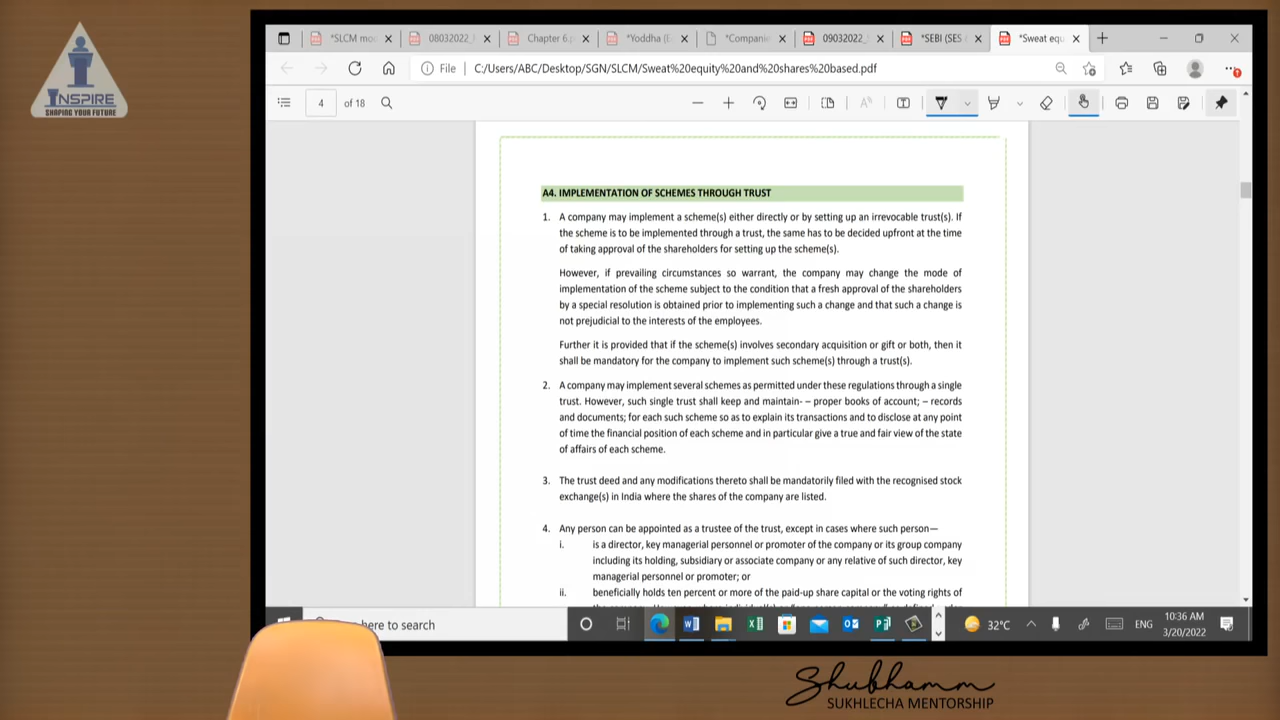 INSPIRE
SHAPING YOUR FUTURE
*SLCM mo
08032022_
Chapter 6.
*Yoddha (
*Companie
09032022_
*SEBI (SES
*Sweat equ
File
C:/Users/ABC/Desktop/SGN/SLCM/Sweat%20equity%20and%20shares%20based.pdf
4 of 18
A4. IMPLEMENTATION OF SCHEMES THROUGH TRUST
1. A company may implement a scheme(s) either directly or by setting up an irrevocable trust(s). If
the scheme is to be implemented through a trust, the same has to be decided upfront at the time
of taking approval of the shareholders for setting up the scheme(s).
However, if prevailing circumstances so warrant, the company may change the mode of
implementation of the scheme subject to the condition that a fresh approval of the shareholders
by a special resolution is obtained prior to implementing such a change and that such a change is
not prejudicial to the interests of the employees.
Further it is provided that if the scheme(s) involves secondary acquisition or gift or both, then it
shall be mandatory for the company to implement such scheme(s) through a trust(s).
2. A company may implement several schemes as permitted under these regulations through a single
trust. However, such single trust shall keep and maintain- – proper books of account; – records
and documents; for each such scheme so as to explain its transactions and to disclose at any point
of time the financial position of each scheme and in particular give a true and fair view of the state
of affairs of each scheme.
3. The trust deed and any modifications thereto shall be mandatorily filed with the recognised stock
exchange(s) in India where the shares of the company are listed.
4. Any person can be appointed as a trustee of the trust, except in cases where such person—
i. is a director, key managerial personnel or promoter of the company or its group company
including its holding, subsidiary or associate company or any relative of such director, key
managerial personnel or promoter; or
ii. beneficially holds ten percent or more of the paid-up share capital or the voting rights of
here to search
32°C
ENG
10:36 AM
3/20/2022
Shubhamm
SUKHLECHA MENTORSHIP